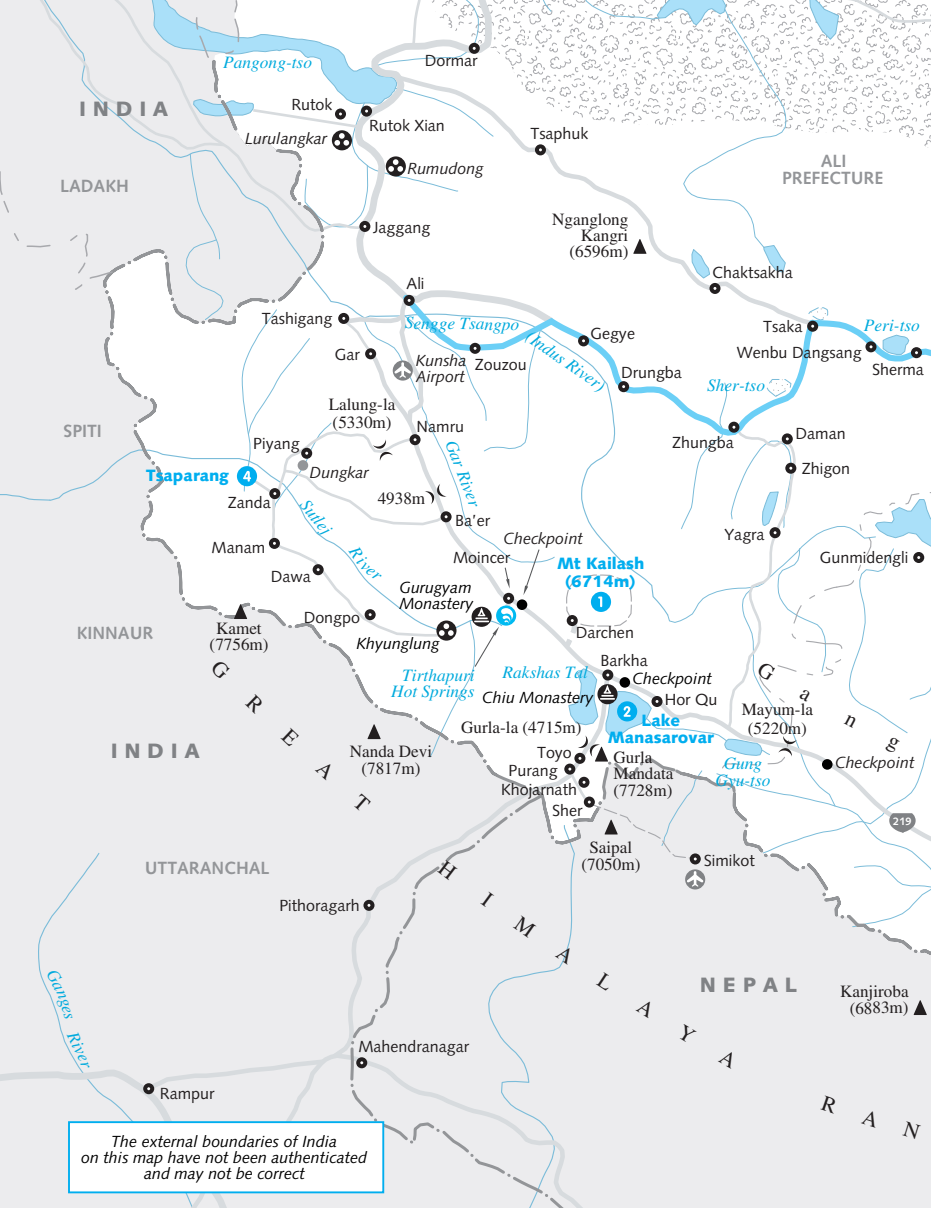 Dormar
Pangong-tso
INDIA
Rutok
Rutok Xian
Lurulangkar
Tsaphuk
Rumudong
ALI
PREFECTURE
LADAKH
Nganglong
Kangri
(6596m)
Jaggang
Chaktsakha
Ali
Tashigang
Sengge Tsangpo
(Indus River)
Gegye
Tsaka
Peri-tso
Wenbu Dangsang
Sherma
Gar
Kunsha
Airport
Zouzou
Drungba
Sher-tso
Lalung-la
(5330m)
Namru
Zhungba
Daman
SPITI
Piyang
Dungkar
Gar River
Zhigon
Tsaparang
4
Zanda
4938m
Sutlej
River
Ba'er
Yagra
Checkpoint
Gunmidengli
Manam
Moincer
Mt Kailash
(6714m)
1
Dawa
Gurugyam
Monastery
Dongpo
Kamet
(7756m)
KINNAUR
Khyunglung
Darchen
Tirthapuri
Hot Springs
Rakshas Tal
Barkha
Checkpoint
Chiu Monastery
Hor Qu
2
Lake
Manasarovar
Gang
Mayum-la
(5220m)
Gurla-la (4715m)
INDIA
Nanda Devi
(7817m)
Toyo
Gurla
Mandata
(7728m)
Purang
Khojarnath
Sher
Gung
Gyu-tso
Checkpoint
219
Saipal
(7050m)
Simikot
UTTARANCHAL
GREAT
HIMALAYA
RAN
Pithoragarh
NEPAL
Kanjiroba
(6883m)
Ganges River
Mahendranagar
Rampur
The external boundaries of India
on this map have not been authenticated
and may not be correct